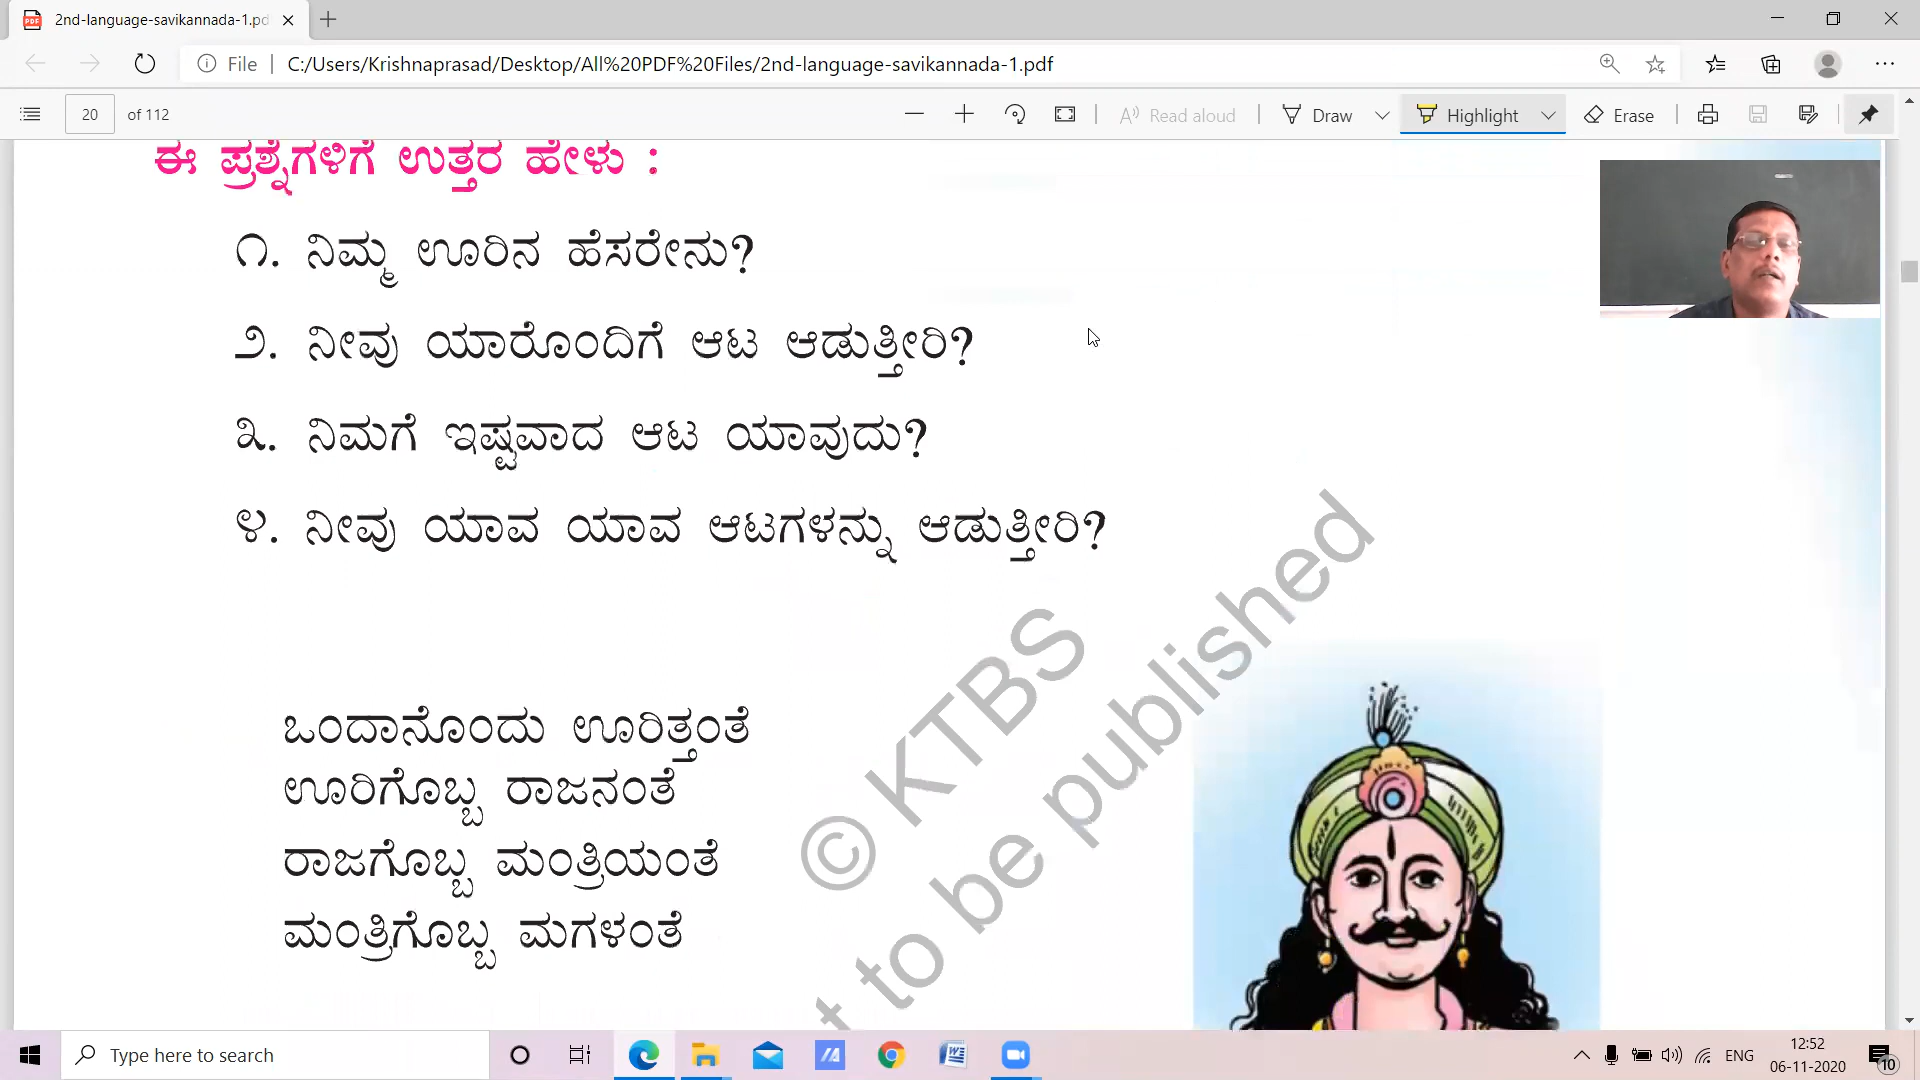 2nd-language-savikannada-1.pd
File | C:/Users/Krishnaprasad/Desktop/All%20PDF%20Files/2nd-language-savikannada-1.pdf
20 of 112
Read aloud
Draw
Highlight
Erase
ಈ ಪ್ರಶ್ನೆಗಳಿಗೆ ಉತ್ತರ ಹೇಳು :
೧. ನಿಮ್ಮ ಊರಿನ ಹೆಸರೇನು?
೨. ನೀವು ಯಾರೊಂದಿಗೆ ಆಟ ಆಡುತ್ತೀರಿ?
೩. ನಿಮಗೆ ಇಷ್ಟವಾದ ಆಟ ಯಾವುದು?
೪. ನೀವು ಯಾವ ಯಾವ ಆಟಗಳನ್ನು ಆಡುತ್ತೀರಿ?
ಒಂದಾನೊಂದು ಊರಿತ್ತಂತೆ
ಊರಿಗೊಬ್ಬ ರಾಜನಂತೆ
ರಾಜಗೊಬ್ಬ ಮಂತ್ರಿಯಂತೆ
ಮಂತ್ರಿಗೊಬ್ಬ ಮಗಳಂತೆ
© KTBS
t to be published
Type here to search
ENG
12:52
06-11-2020
10